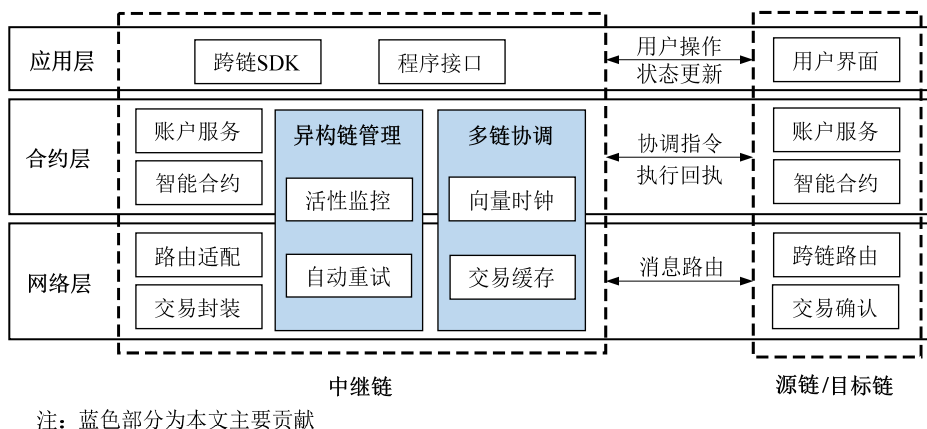 应用层
跨链SDK
程序接口
用户操作
状态更新
用户界面
合约层
账户服务
智能合约
异构链管理
活性监控
自动重试
多链协调
向量时钟
交易缓存
协调指令
执行回执
账户服务
智能合约
网络层
路由适配
交易封装
消息路由
跨链路由
交易确认
中继链
源链/目标链
注：蓝色部分为本文主要贡献